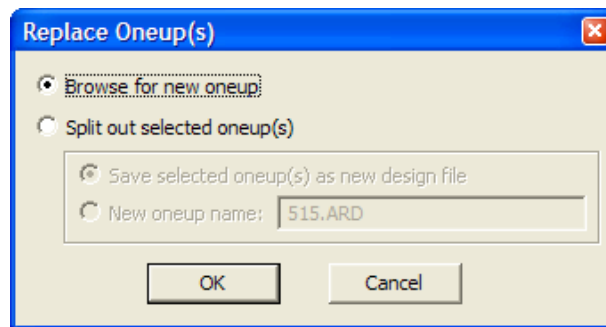 Replace Oneup(s)
Browse for new oneup
Split out selected oneup(s)
Save selected oneup(s) as new design file
New oneup name: 515.ARD
OK Cancel